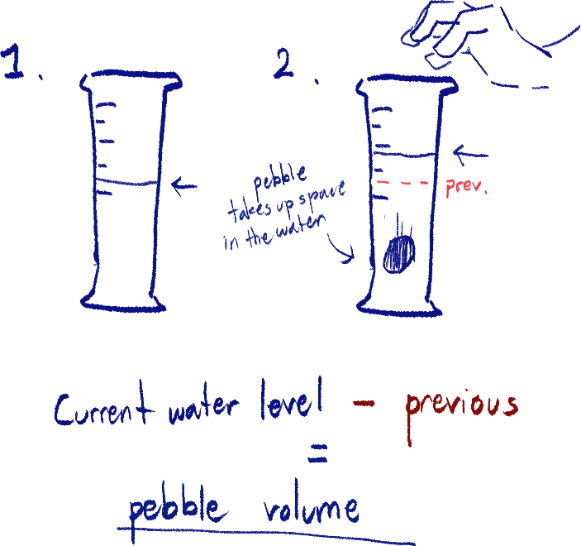 1. 2.
pebble
takes up space
in the water
prev.
Current water level - previous
=
pebble volume